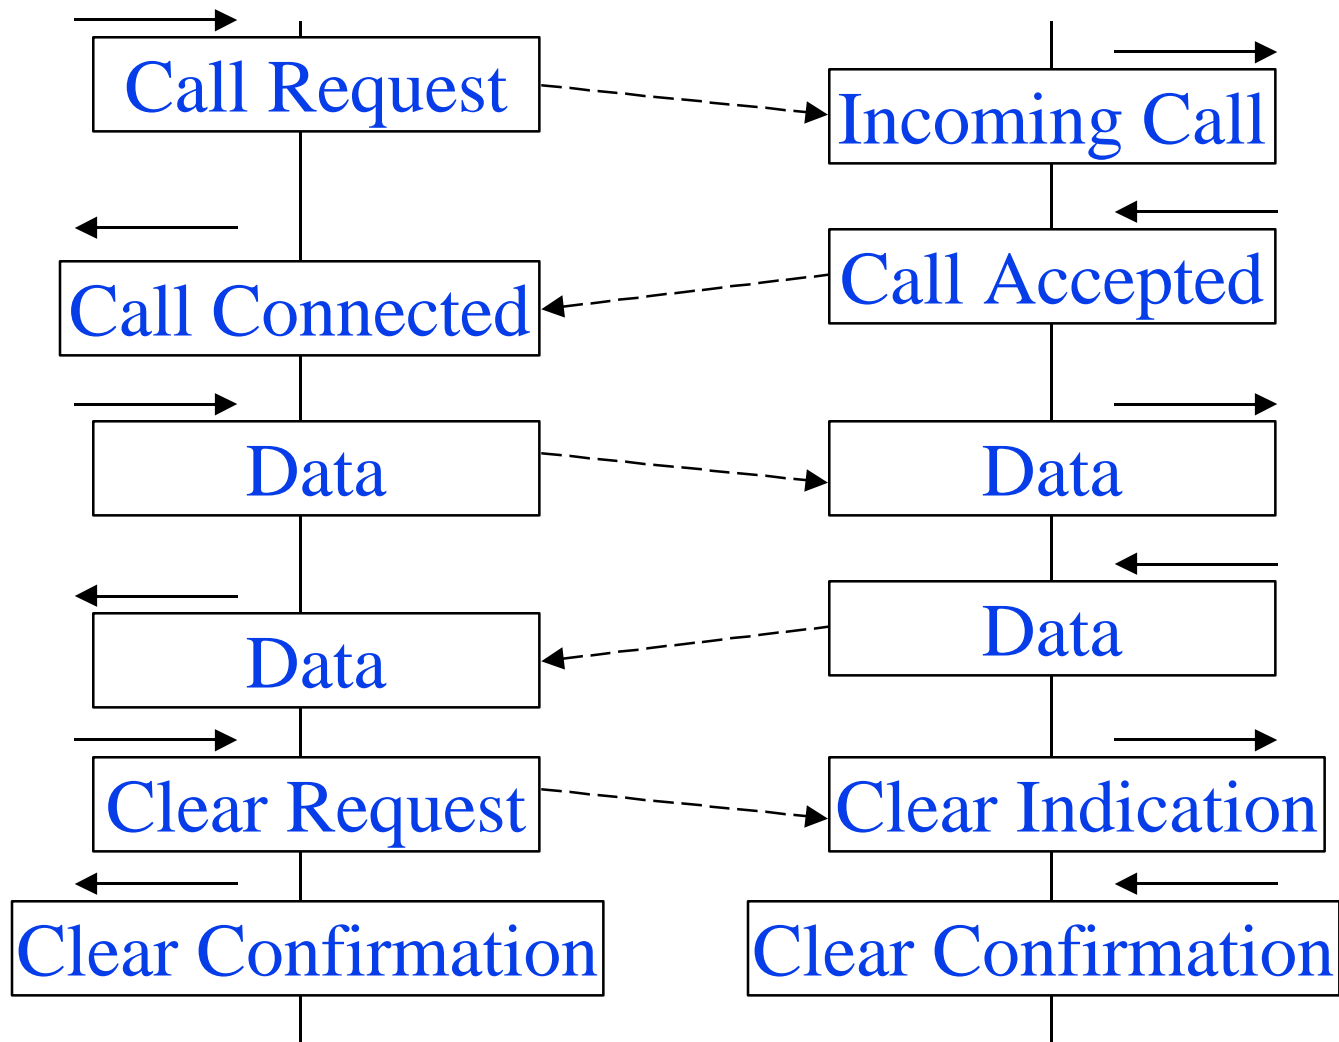 Call Request
Incoming Call
Call Accepted
Call Connected
Data
Data
Data
Data
Clear Request
Clear Indication
Clear Confirmation
Clear Confirmation